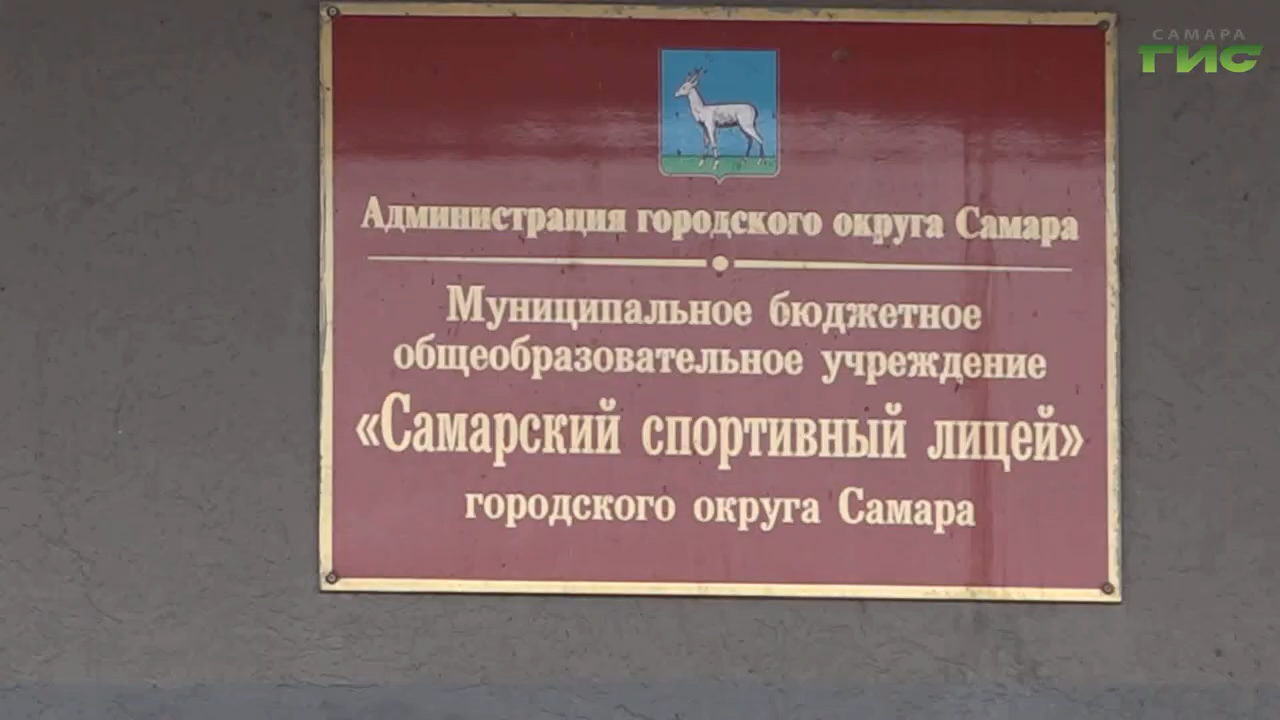 САМАРА
ГИС
Администрация городского округа Самара
Муниципальное бюджетное
общеобразовательное учреждение
«Самарский спортивный лицей»
городского округа Самара